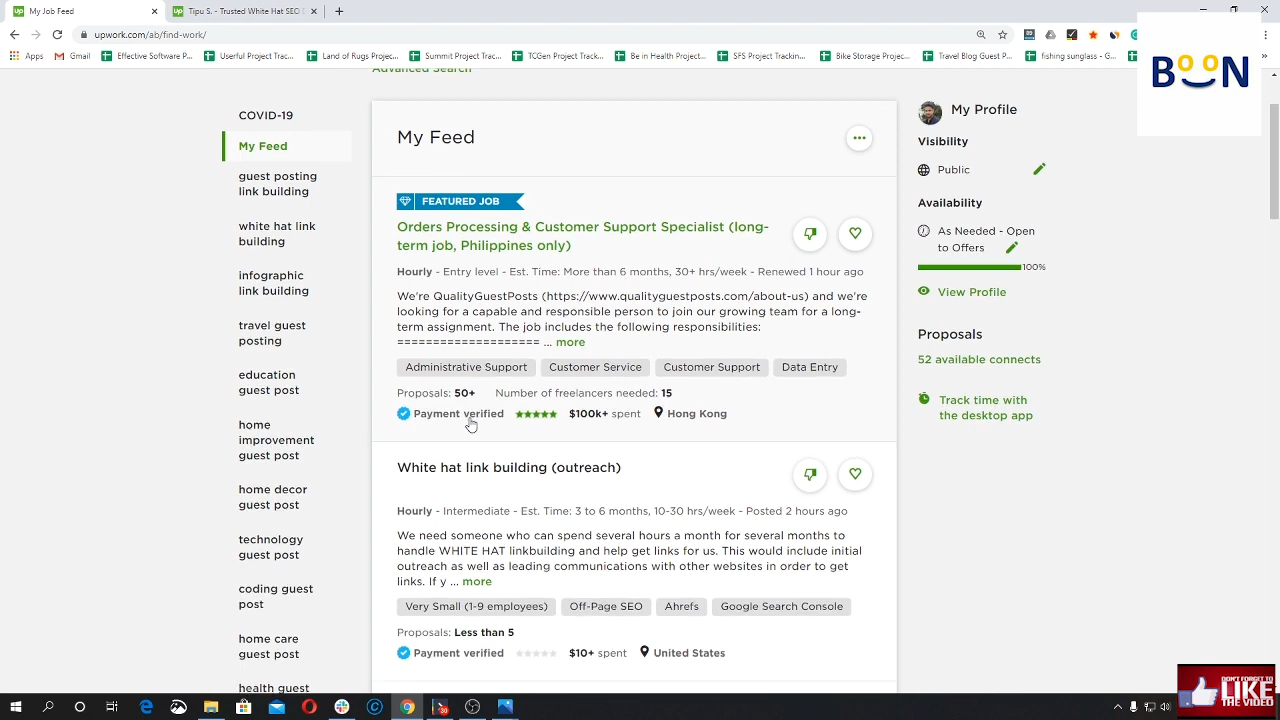 Up My Job Feed
Up Tipu S. - Trusted White Hat SEO
upwork.com/ab/find-work/
Apps
Gmail
Effective Software P...
Userful Project Trac...
Land of Rugs Projec...
Summit Project Trac...
TCGen Project Track...
Be in Health Project...
SFS Project Trackin...
Bike Storage Projec...
Travel Blog Guest P...
fishing sunglass - G...
BOON
Advanced Search
COVID-19
My Feed
guest posting
link building
white hat link
building
infographic
link building
travel guest
posting
education
guest post
home
improvement
guest post
home decor
guest post
technology
guest post
coding guest
post
home care
guest post
health guest
My Feed
FEATURED JOB
Orders Processing & Customer Support Specialist (long-
term job, Philippines only)
Hourly - Entry level - Est. Time: More than 6 months, 30+ hrs/week - Renewed 1 hour ago
We're QualityGuestPosts (https://www.qualityguestposts.com/about-us) and we're
looking for a capable and responsible person to join our growing team for a long-
term assignment. The job includes the following responsibilities:
==================== ... more
Administrative Support
Customer Service
Customer Support
Data Entry
Proposals: 50+ Number of freelancers needed: 15
Payment verified $100k+ spent Hong Kong
White hat link building (outreach)
Hourly - Intermediate - Est. Time: 3 to 6 months, 10-30 hrs/week - Posted 2 hours ago
We need someone who can spend several hours a month for several months to
handle WHITE HAT linkbuilding and help get links for us. This would include initial
outreach as well as leading communications with other websites in order to get
links. If y ... more
Very Small (1-9 employees)
Off-Page SEO
Ahrefs
Google Search Console
Proposals: Less than 5
Payment verified $10+ spent United States
My Profile
Visibility
Public
Availability
As Needed - Open
to Offers
100%
View Profile
Proposals
52 available connects
Track time with
the desktop app
DON'T FORGET TO
LIKE
THE VIDEO